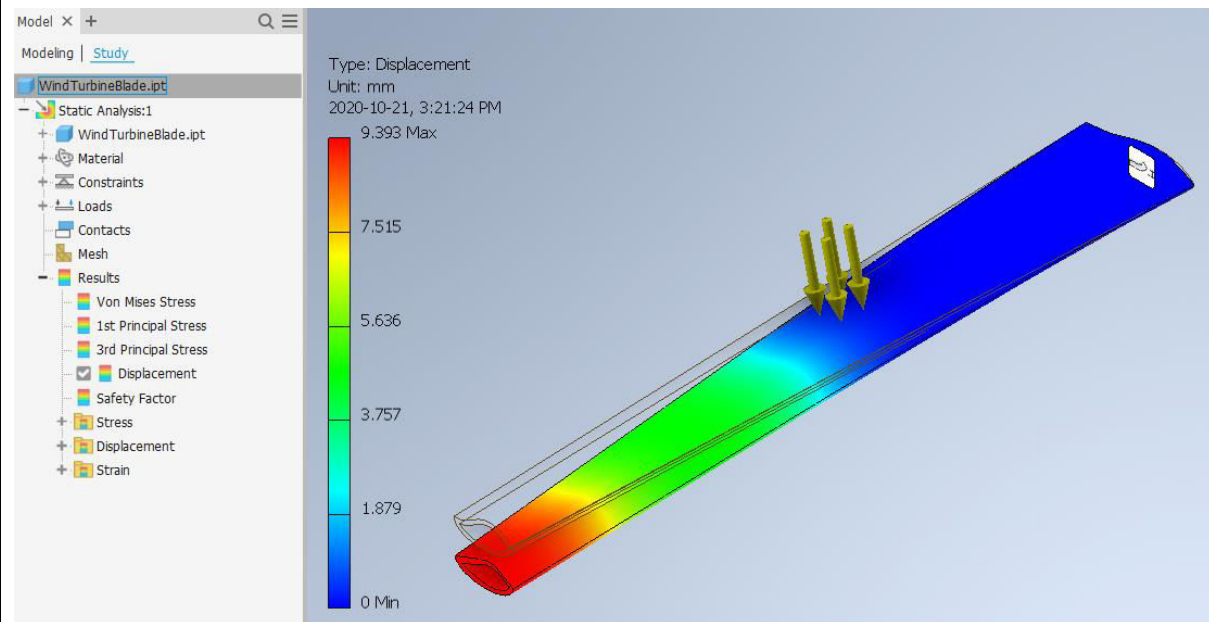 Model
Modeling | Study
WindTurbineBlade.ipt
Static Analysis:1
WindTurbineBlade.ipt
Material
Constraints
Loads
Contacts
Mesh
Results
Von Mises Stress
1st Principal Stress
3rd Principal Stress
Displacement
Safety Factor
Stress
Displacement
Strain
Type: Displacement
Unit: mm
2020-10-21, 3:21:24 PM
9.393 Max
7.515
5.636
3.757
1.879
0 Min